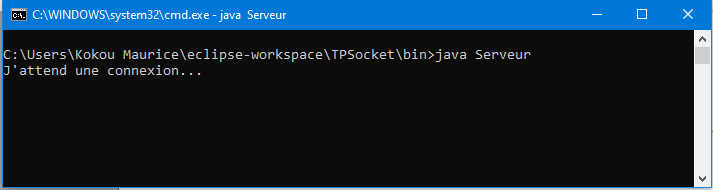 C:\WINDOWS\system32\cmd.exe - java  Serveur
C:\Users\Kokou Maurice\eclipse-workspace\TPSocket\bin>java Serveur
J'attend une connexion...